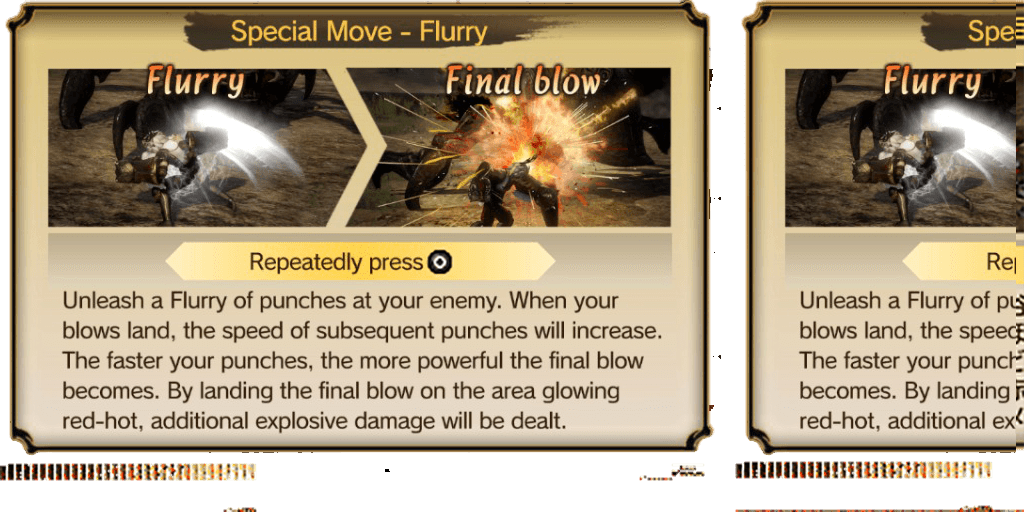 Special Move - Flurry
Flurry
Final blow
Repeatedly press
Unleash a Flurry of punches at your enemy. When your
blows land, the speed of subsequent punches will increase.
The faster your punches, the more powerful the final blow
becomes. By landing the final blow on the area glowing
red-hot, additional explosive damage will be dealt.
Spe
Flurry
Rep
Unleash a Flurry of pu
blows land, the speed
The faster your punch
becomes. By landing
red-hot, additional ex